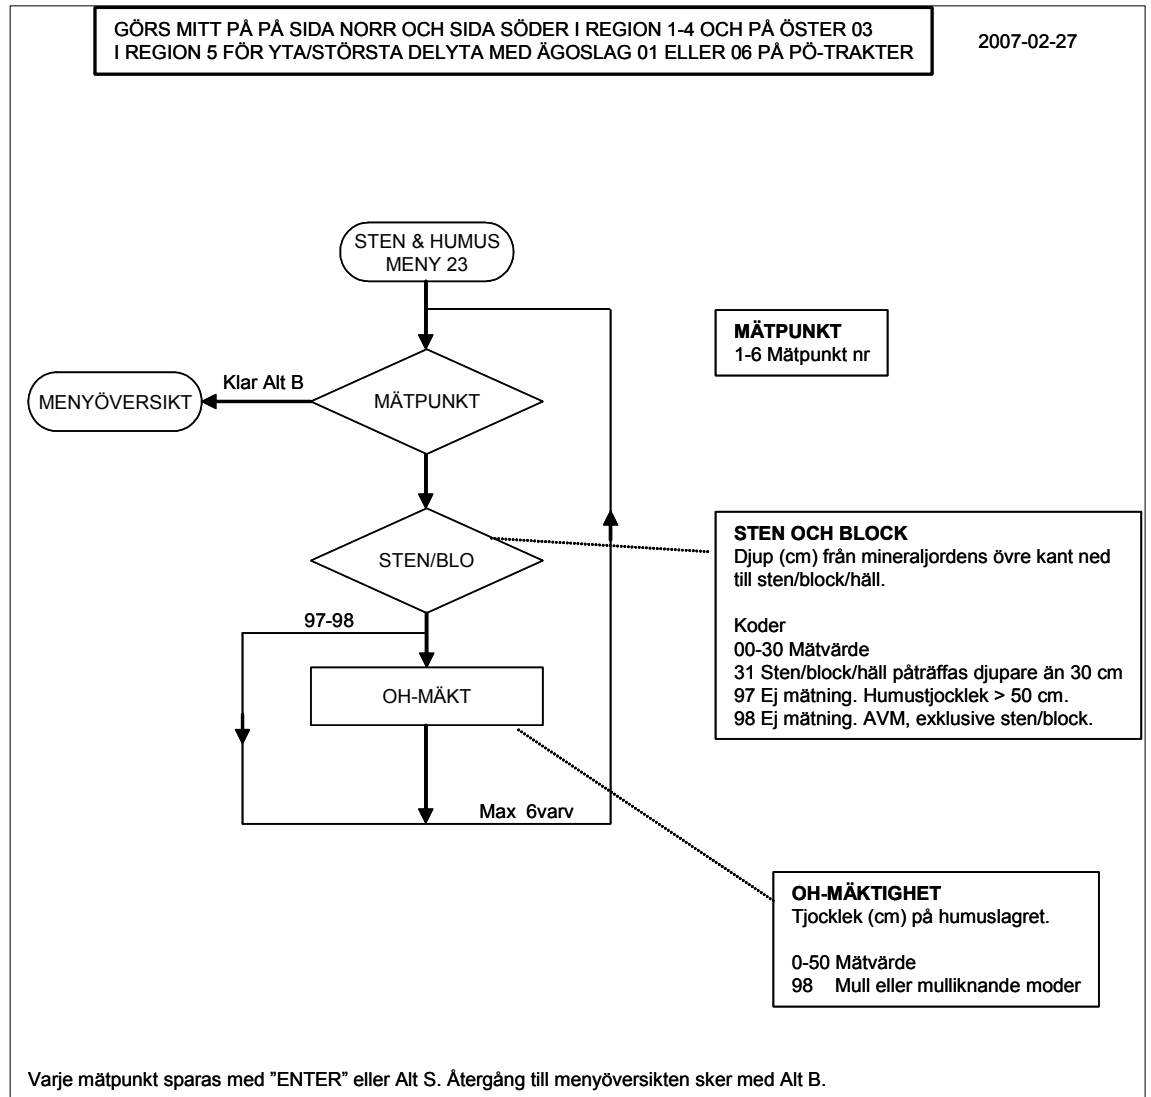 GÖRS MITT PÅ PÅ SIDA NORR OCH SIDA SÖDER I REGION 1-4 OCH PÅ ÖSTER 03
I REGION 5 FÖR YTA/STÖRSTA DELYTA MED ÄGOSLAG 01 ELLER 06 PÅ PÖ-TRAKTER
2007-02-27
STEN & HUMUS
MENY 23
MÄTPUNKT
1-6 Mätpunkt nr
Klar Alt B
MENYÖVERSIKT
MÄTPUNKT
STEN/BLO
STEN OCH BLOCK
Djup (cm) från mineraljordens övre kant ned
till sten/block/häll.
Koder
00-30 Mätvärde
31 Sten/block/häll påträffas djupare än 30 cm
97 Ej mätning. Humustjocklek > 50 cm.
98 Ej mätning. AVM, exklusive sten/block.
97-98
OH-MÄKT
Max 6varv
OH-MÄKTIGHET
Tjocklek (cm) på humuslagret.
0-50 Mätvärde
98 Mull eller mulliknande moder
Varje mätpunkt sparas med ”ENTER” eller Alt S. Återgång till menyöversikten sker med Alt B.